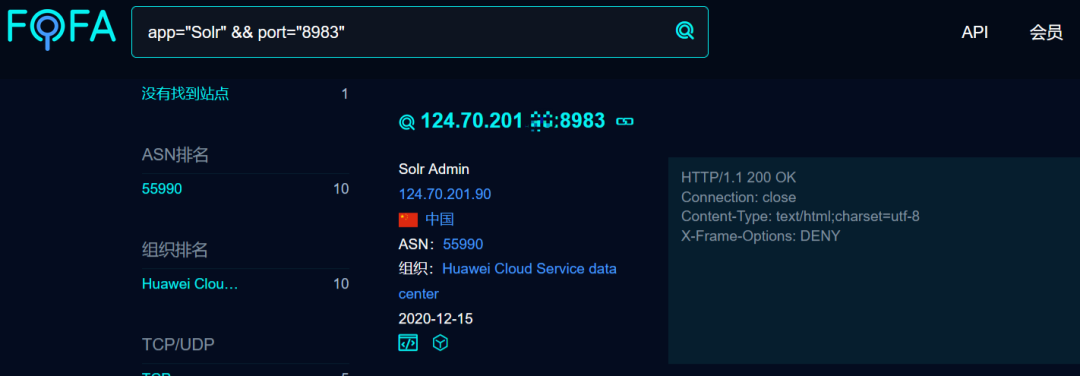 FOFA
app="Solr" && port="8983"
API
会员
没有找到站点 1
ASN排名
55990 10
组织排名
Huawei Clou... 10
TCP/UDP
124.70.201 :8983
Solr Admin
124.70.201.90
中国
ASN: 55990
组织: Huawei Cloud Service data
center
2020-12-15
HTTP/1.1 200 OK
Connection: close
Content-Type: text/html;charset=utf-8
X-Frame-Options: DENY